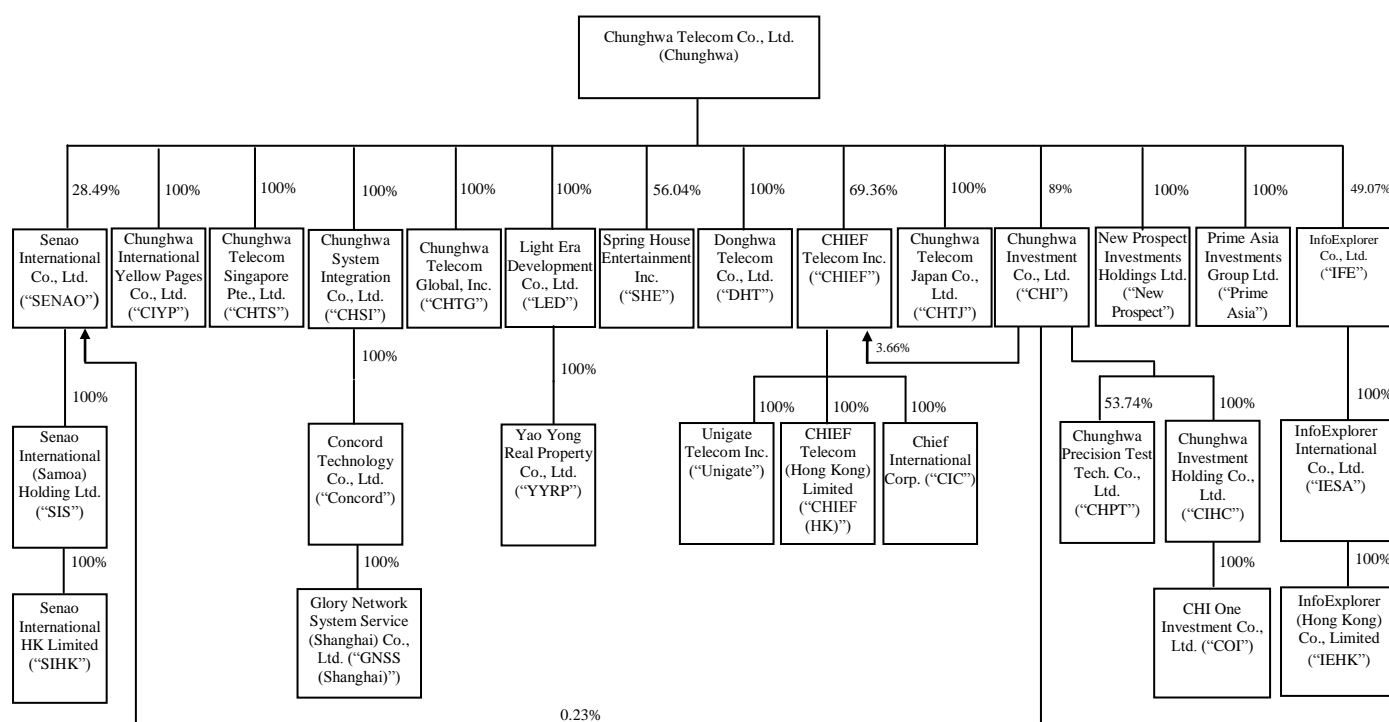 Chunghwa Telecom Co., Ltd.
(Chunghwa)
28.49%
100%
100%
100%
100%
100%
56.04%
100%
69.36%
100%
89%
100%
100%
49.07%
Senao
International
Co., Ltd.
(“SENAO”)
Chunghwa
International
Yellow Pages
Co., Ltd.
(“CIYP”)
Chunghwa
Telecom
Singapore
Pte., Ltd.
(“CHTS”)
Chunghwa
System
Integration
Co., Ltd.
(“CHSI”)
Chunghwa
Telecom
Global, Inc.
(“CHTG”)
Light Era
Development
Co., Ltd.
(“LED”)
Spring House
Entertainment
Inc.
(“SHE”)
Donghwa
Telecom
Co., Ltd.
(“DHT”)
CHIEF
Telecom Inc.
(“CHIEF”)
Chunghwa
Telecom
Japan Co.,
Ltd.
(“CHTJ”)
Chunghwa
Investment
Co., Ltd.
(“CHI”)
New Prospect
Investments
Holdings Ltd.
(“New
Prospect”)
Prime Asia
Investments
Group Ltd.
(“Prime
Asia”)
InfoExplorer
Co., Ltd.
(“IFE”)
3.66%
100%
100%
100%
100%
100%
100%
100%
53.74%
100%
100%
Senao
International
(Samoa)
Holding Ltd.
(“SIS”)
Concord
Technology
Co., Ltd.
(“Concord”)
Yao Yong
Real Property
Co., Ltd.
(“YYRP”)
Unigate
Telecom Inc.
(“Unigate”)
CHIEF
Telecom
(Hong Kong)
Limited
(“CHIEF
(HK)”)
Chief
International
Corp. (“CIC”)
Chunghwa
Precision Test
Tech. Co.,
Ltd.
(“CHPT”)
Chunghwa
Investment
Holding Co.,
Ltd.
(“CIHC”)
InfoExplorer
International
Co., Ltd.
(“IESA”)
100%
100%
100%
100%
Senao
International
HK Limited
(“SIHK”)
Glory Network
System Service
(Shanghai) Co.,
Ltd. (“GNSS
(Shanghai)”)
CHI One
Investment Co.,
Ltd. (“COI”)
InfoExplorer
(Hong Kong)
Co., Limited
(“IEHK”)
0.23%